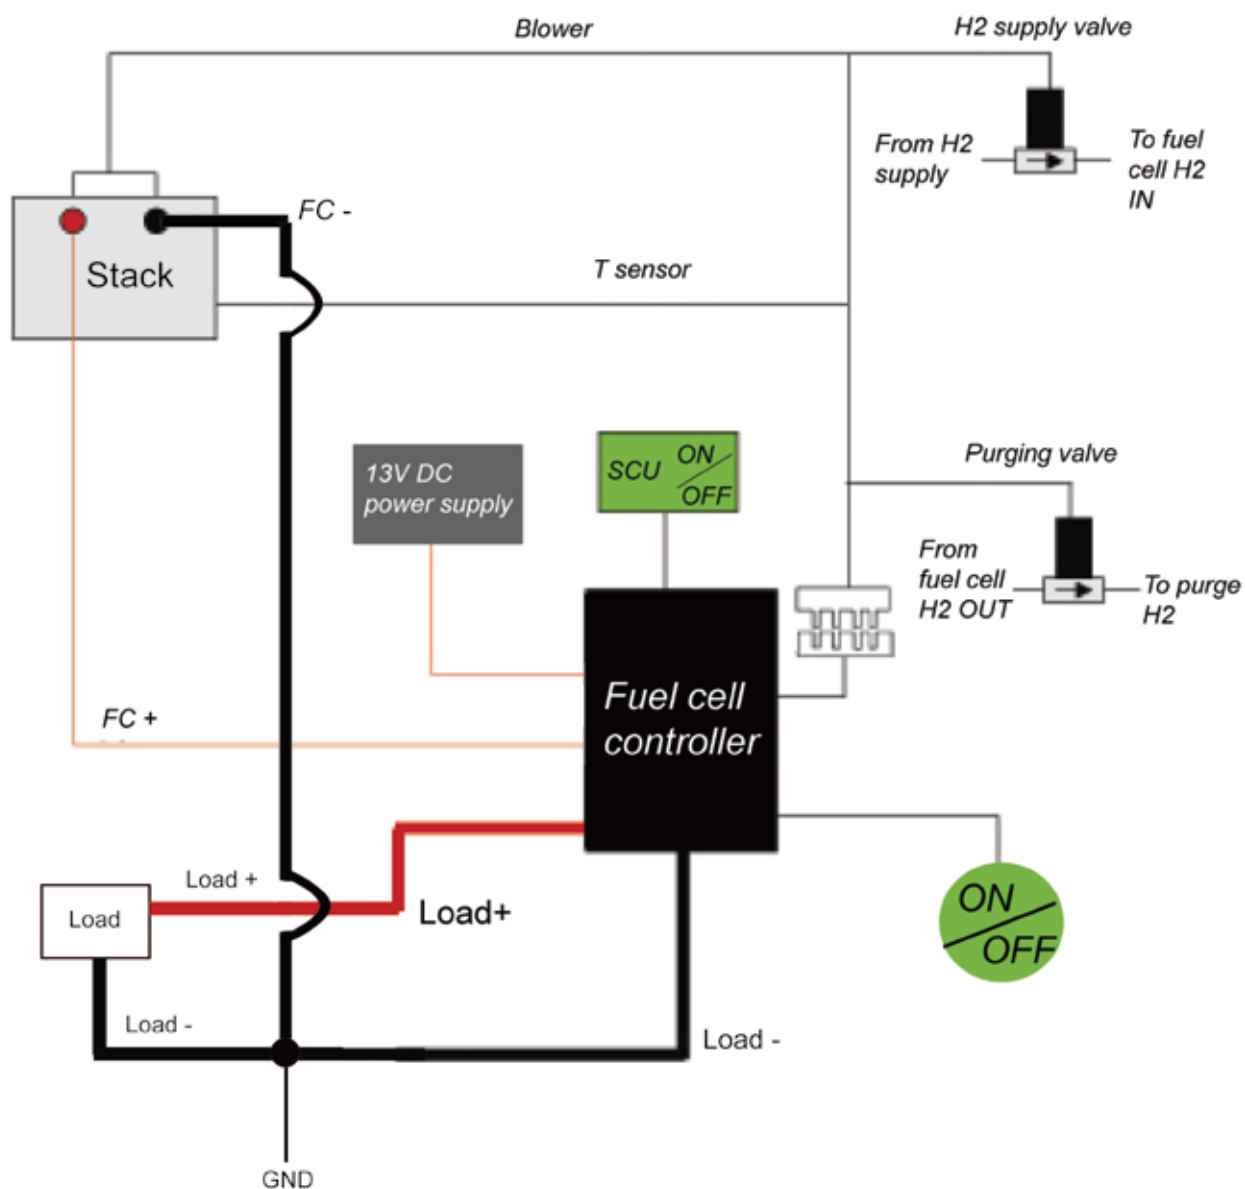 Blower
H2 supply valve
From H2
supply
To fuel
cell H2
IN
FC -
Stack
T sensor
13V DC
power supply
SCU
ON
OFF
Purging valve
From
fuel cell
H2 OUT
To purge
H2
FC +
Fuel cell
controller
Load +
Load
Load+
ON
OFF
Load -
Load -
GND